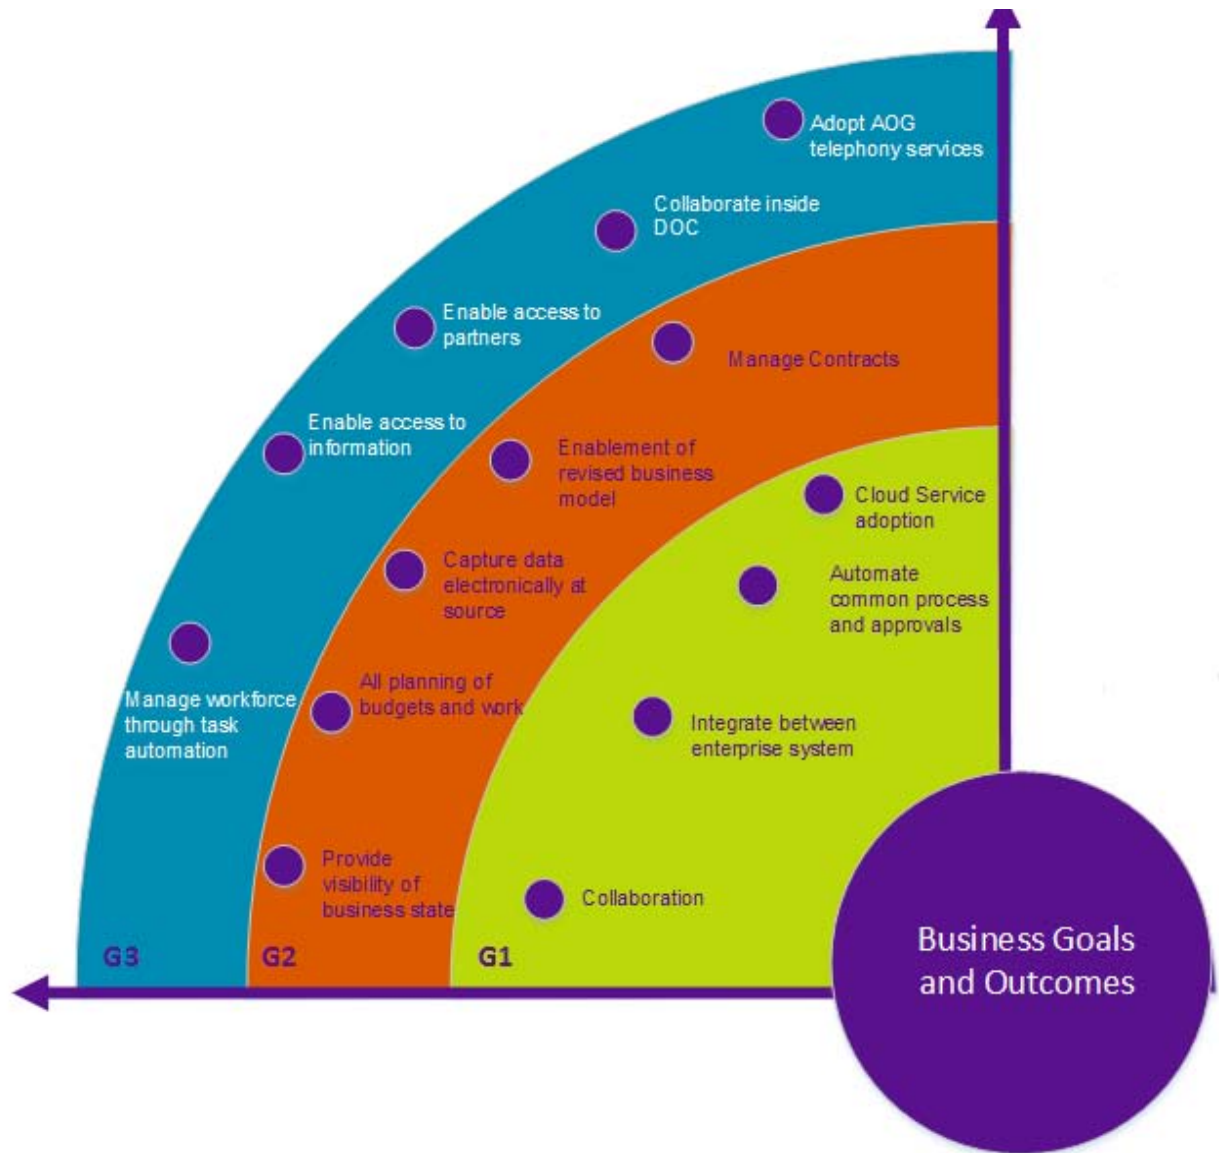 Adopt AOG
telephony services
Collaborate inside
DOC
Enable access to
partners
Manage Contracts
Enable access to
information
Enablement of
revised business
model
Cloud Service
adoption
Capture data
electronically at
source
Automate
common process
and approvals
Manage workforce
through task
automation
All planning of
budgets and work
Integrate between
enterprise system
Provide
visibility of
business state
Collaboration
G3
G2
G1
Business Goals
and Outcomes